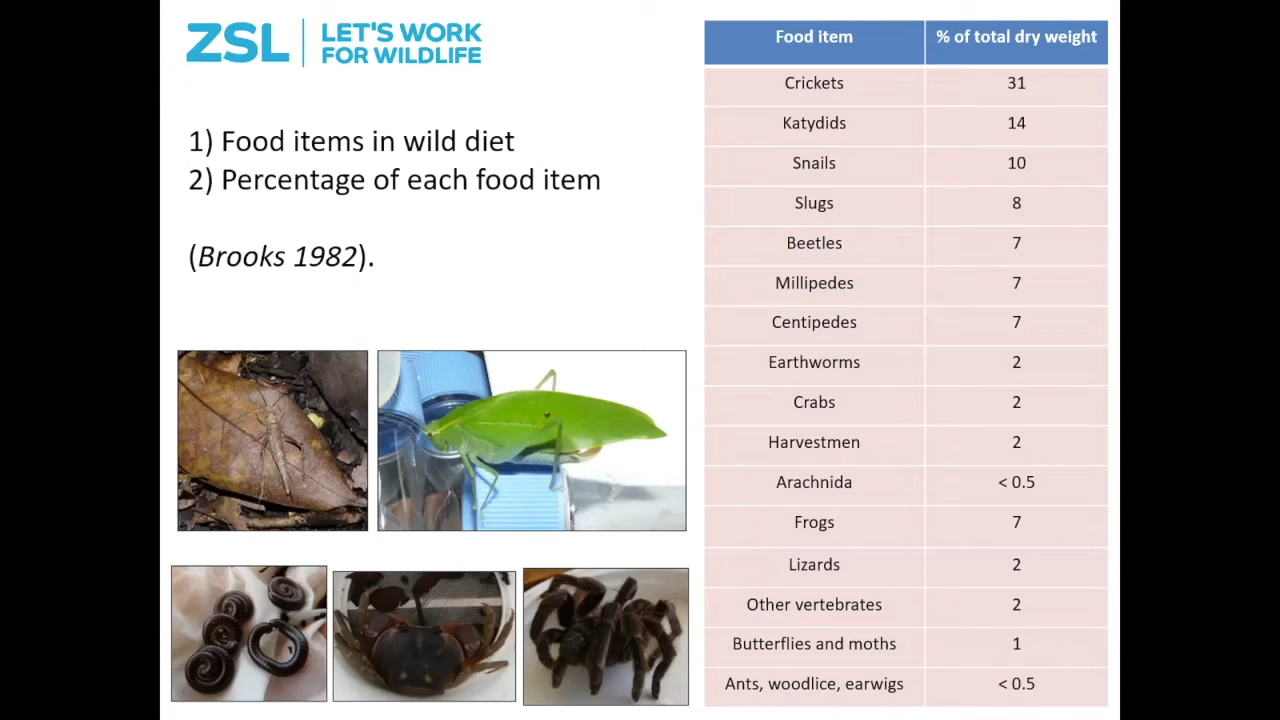 ZSL
LET'S WORK
FOR WILDLIFE
1) Food items in wild diet
2) Percentage of each food item
(Brooks 1982).
Food item % of total dry weight
Crickets 31
Katydids 14
Snails 10
Slugs 8
Beetles 7
Millipedes 7
Centipedes 7
Earthworms 2
Crabs 2
Harvestmen 2
Arachnida < 0.5
Frogs 7
Lizards 2
Other vertebrates 2
Butterflies and moths 1
Ants, woodlice, earwigs < 0.5